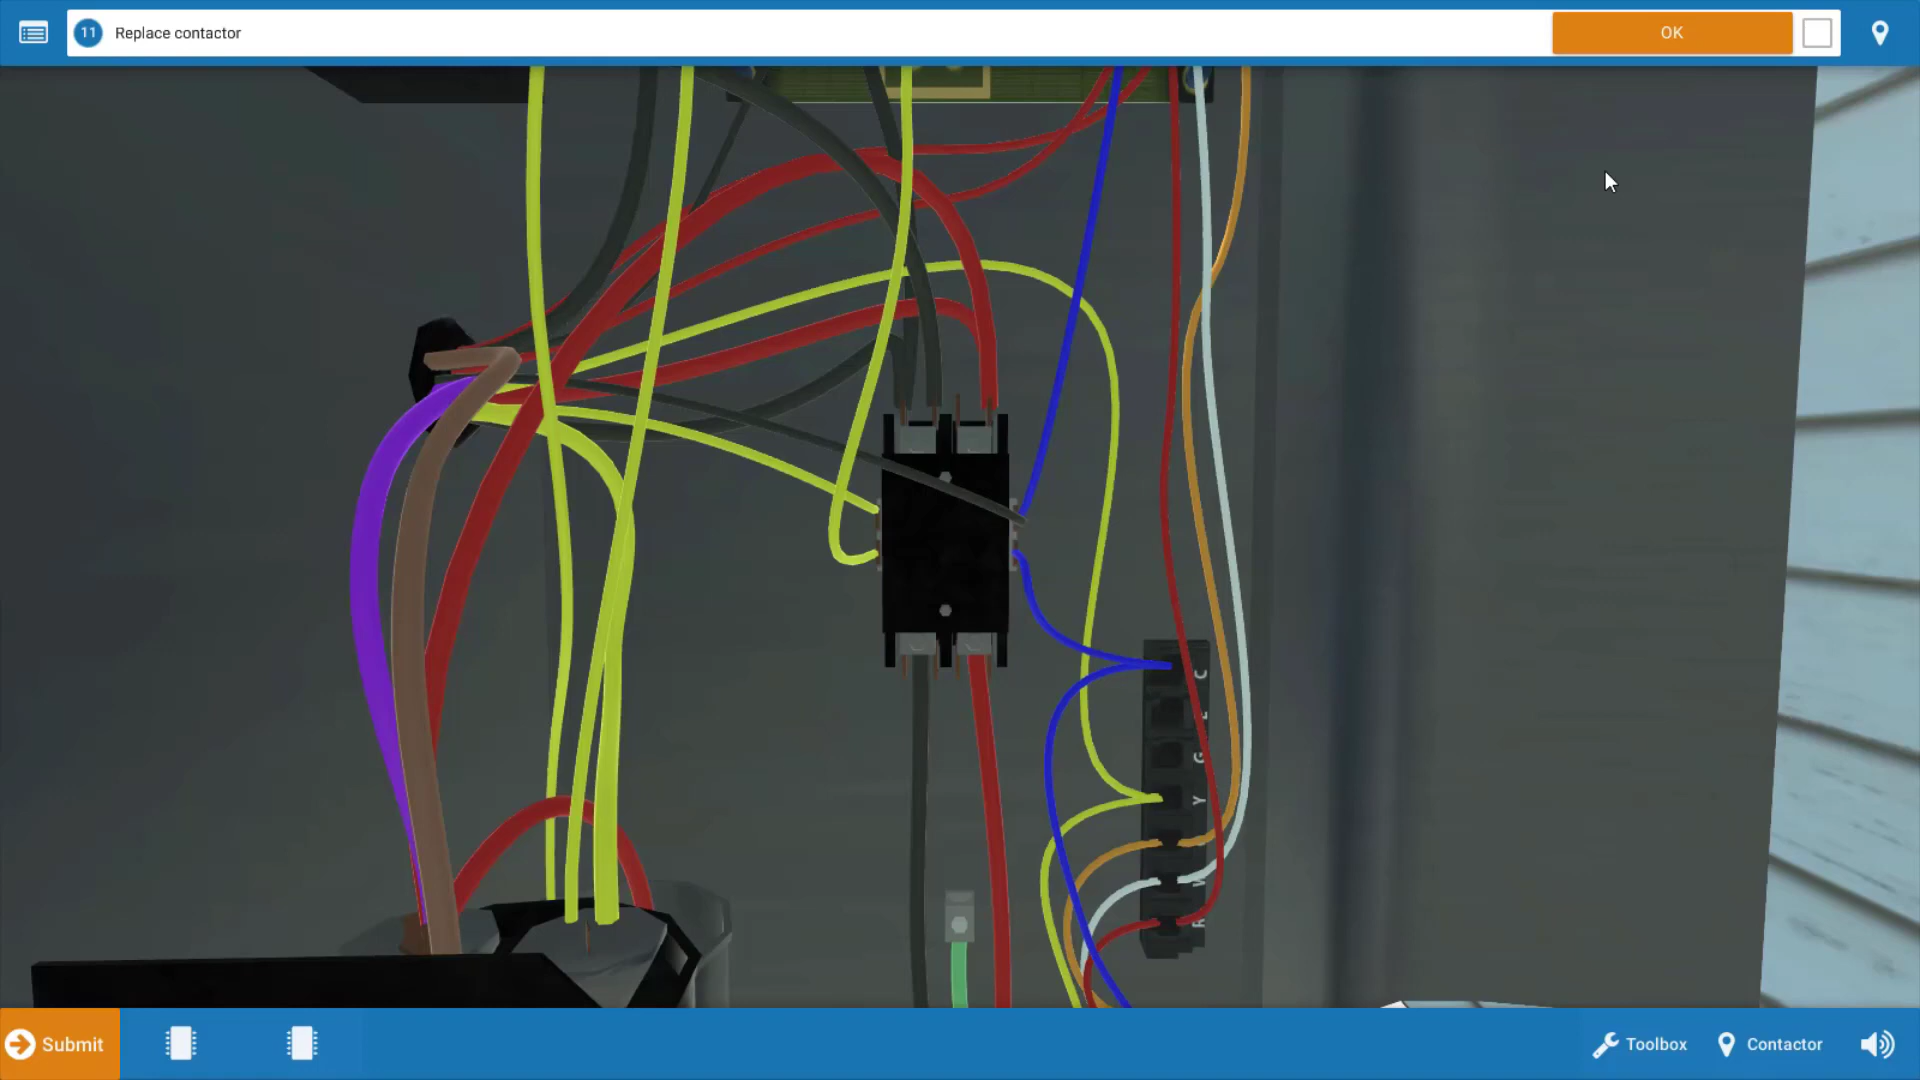 11 Replace contactor
OK
C
G
Y
R
Submit
Toolbox
Contactor